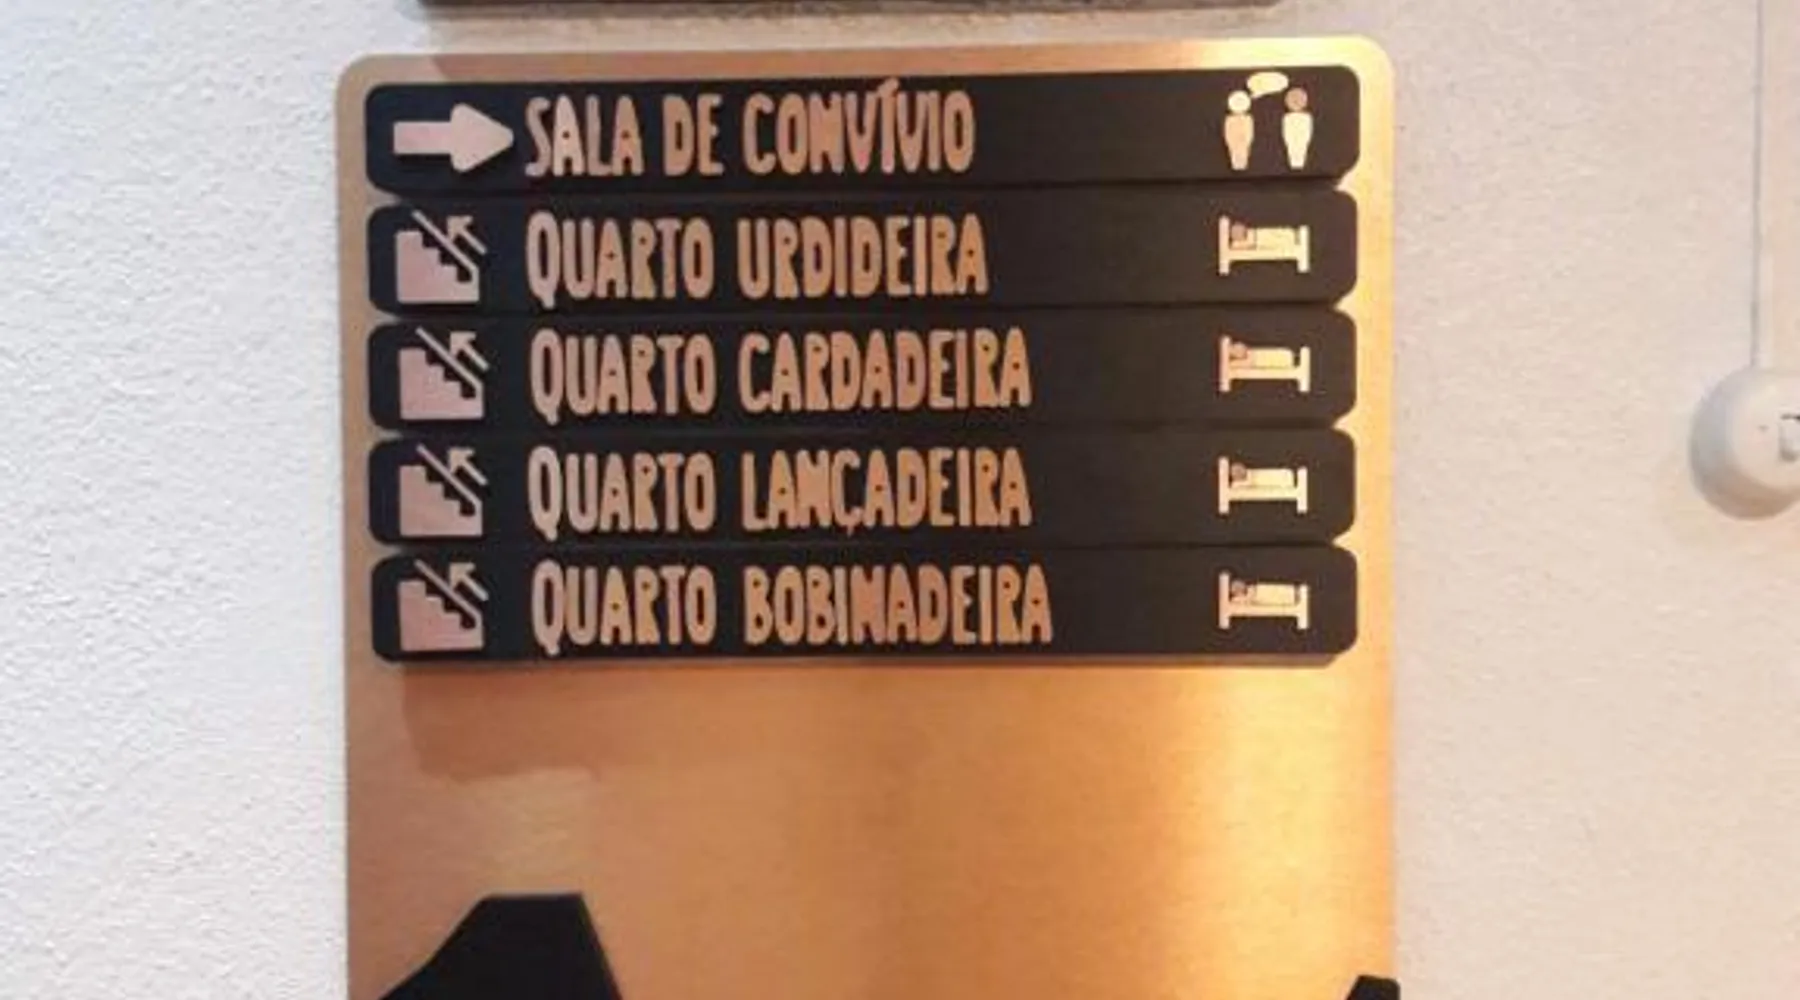 SALA DE CONVÍVIO
QUARTO URDIDEIRA
QUARTO CARDADEIRA
QUARTO LANÇADEIRA
QUARTO BOBINADEIRA